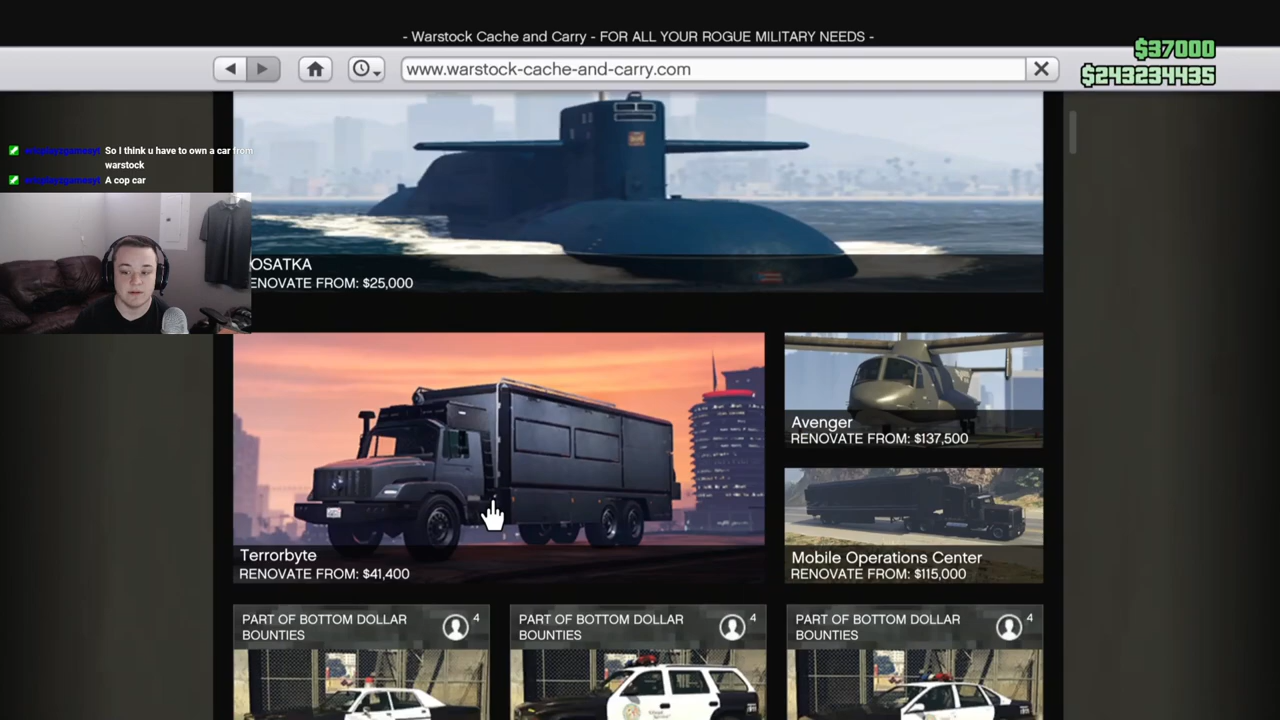 - Warstock Cache and Carry - FOR ALL YOUR ROGUE MILITARY NEEDS -
$37000
www.warstock-cache-and-carry.com
$243234435
So I think u have to own a car from
warstock
A cop car
OSATKA
ENOVATE FROM: $25,000
Avenger
RENOVATE FROM: $137,500
Terrorbyte
RENOVATE FROM: $41,400
Mobile Operations Center
RENOVATE FROM: $115,000
PART OF BOTTOM DOLLAR
BOUNTIES
4
PART OF BOTTOM DOLLAR
BOUNTIES
4
PART OF BOTTOM DOLLAR
BOUNTIES
4